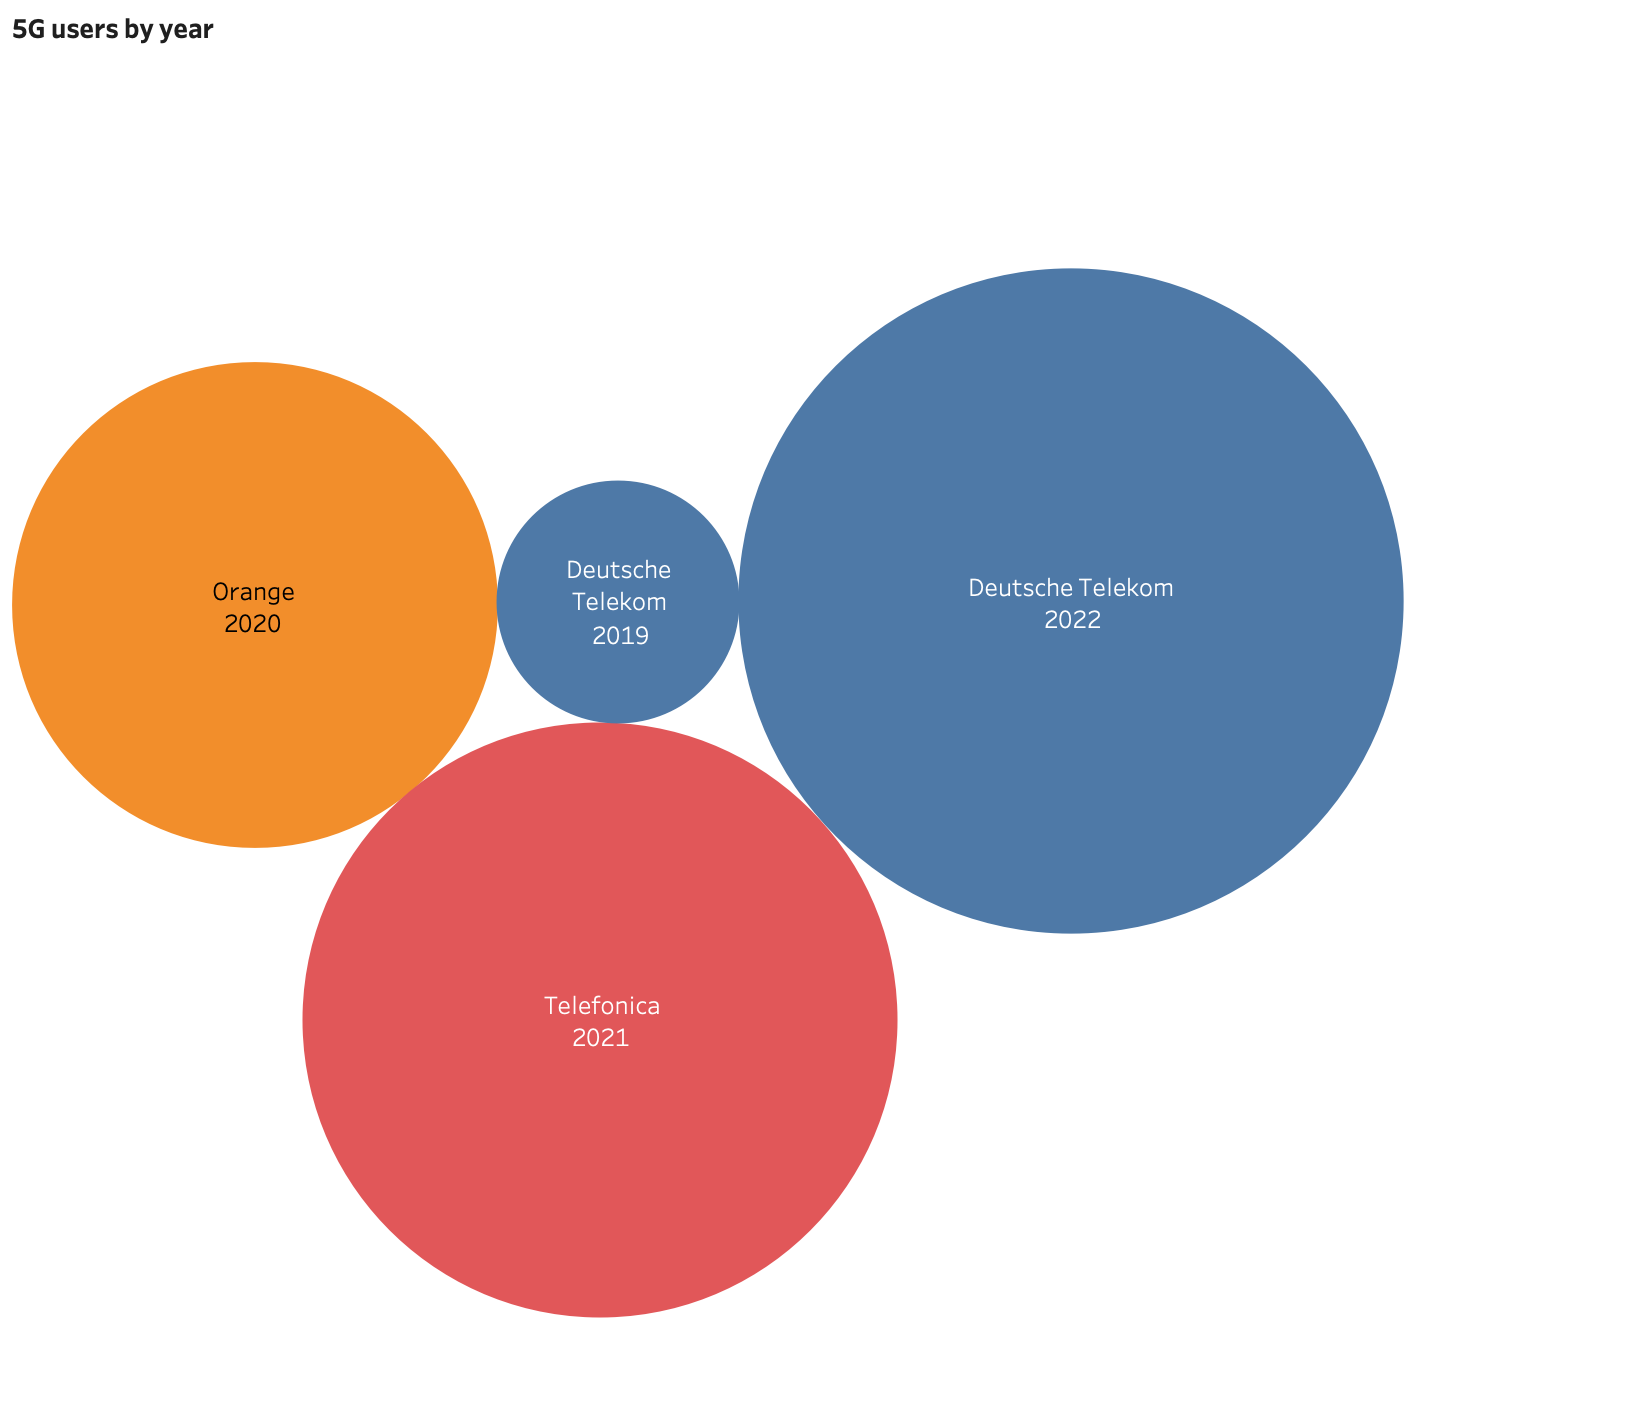 5G users by year
Orange
2020
Deutsche
Telekom
2019
Deutsche Telekom
2022
Telefonica
2021